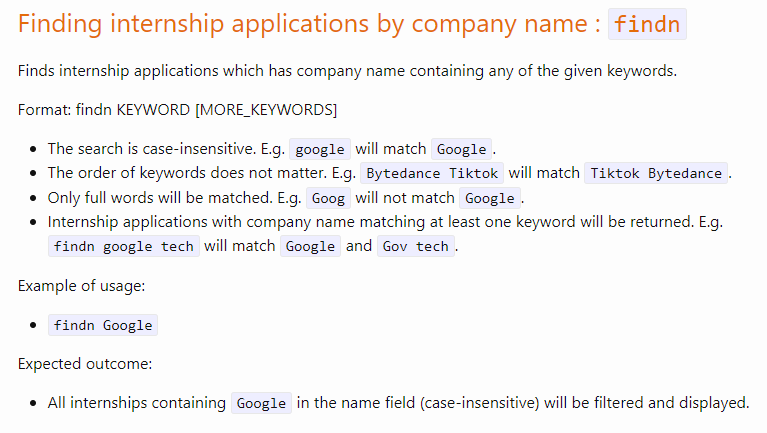 Finding internship applications by company name : findn
Finds internship applications which has company name containing any of the given keywords.
Format: findn KEYWORD [MORE_KEYWORDS]
• The search is case-insensitive. E.g. google will match Google.
• The order of keywords does not matter. E.g. Bytedance Tiktok will match Tiktok Bytedance.
• Only full words will be matched. E.g. Goog will not match Google.
• Internship applications with company name matching at least one keyword will be returned. E.g.
findn google tech will match Google and Gov tech.
Example of usage:
• findn Google
Expected outcome:
• All internships containing Google in the name field (case-insensitive) will be filtered and displayed.